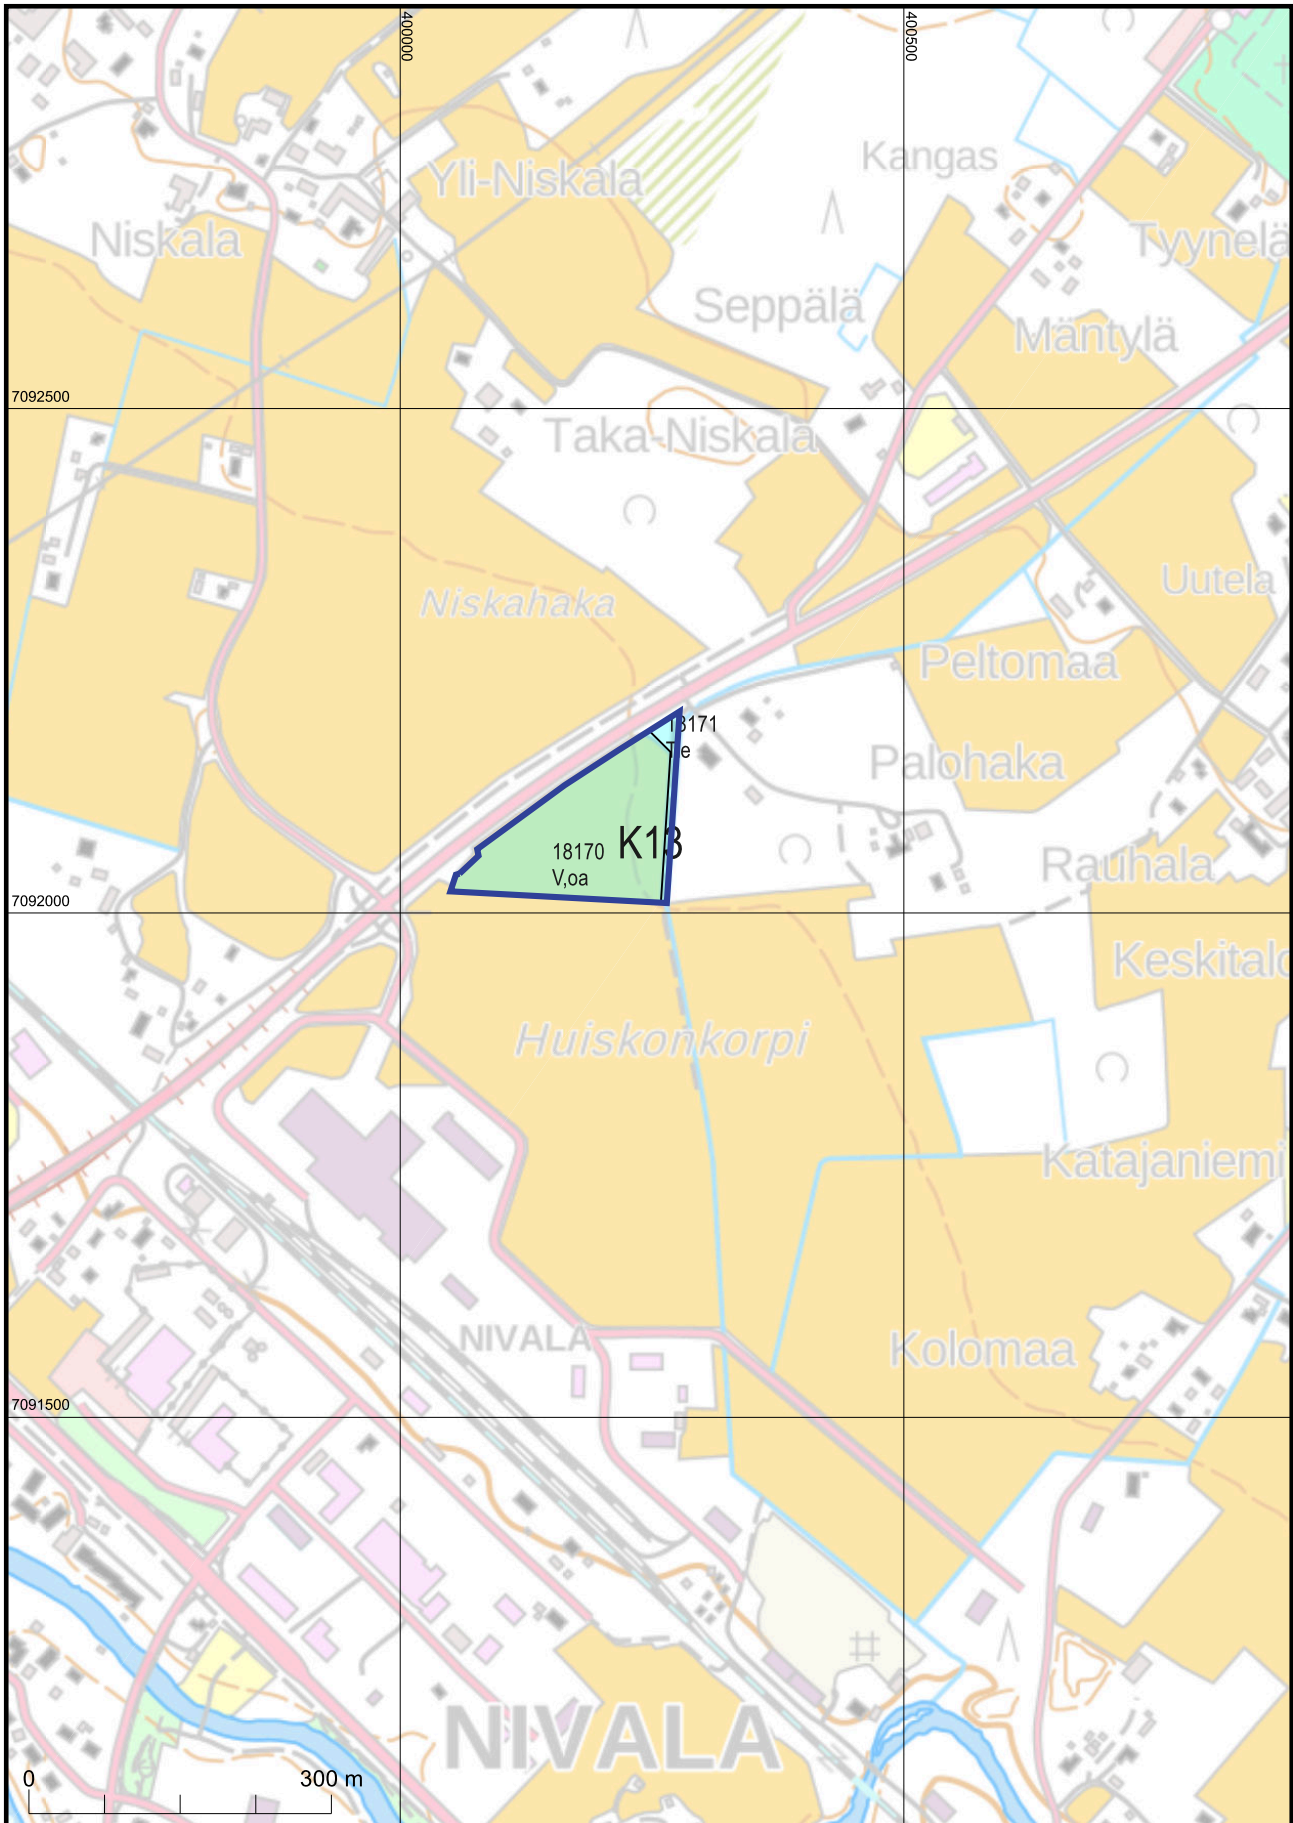 400000
400500
Kangas
Yli-Niskala
Niskala
Tyynelä
Seppälä
Mäntylä
7092500
Taka-Niskala
Uutela
Niskahaka
Peltomaa
18171
Te
Palohaka
18170
V,oa
K13
Rauhala
7092000
Keskitalo
Huiskonkorpi
Katajaniemi
NIVALA
Kolomaa
7091500
NIVALA
0
300 m